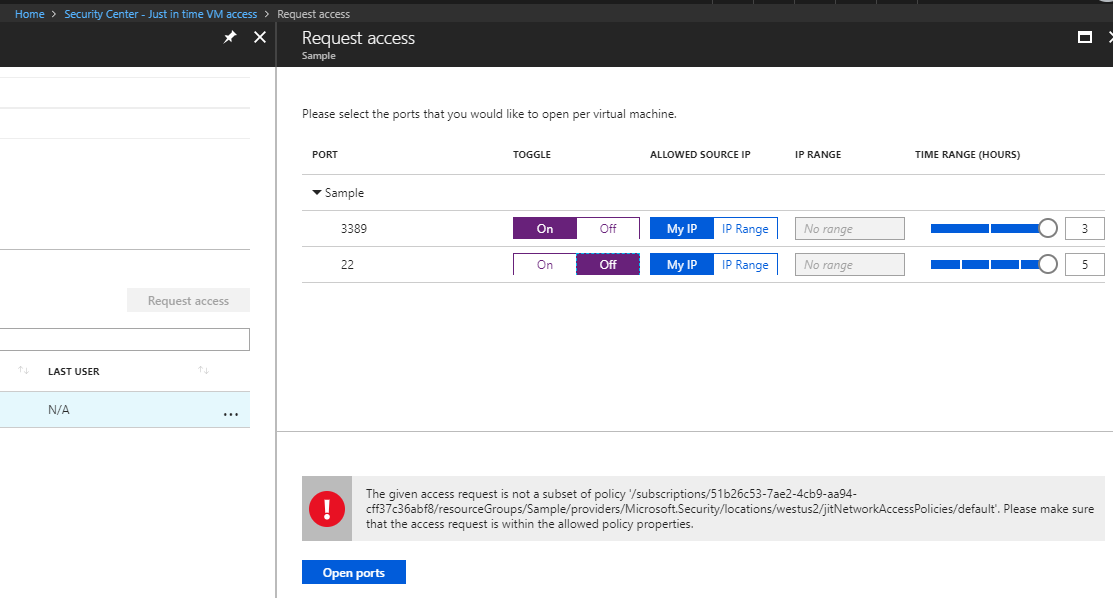 Home > Security Center - Just in time VM access > Request access
Request access
Sample
Please select the ports that you would like to open per virtual machine.
PORT TOGGLE ALLOWED SOURCE IP IP RANGE TIME RANGE (HOURS)
Sample
3389 On Off My IP IP Range No range 3
22 On Off My IP IP Range No range 5
Request access
LAST USER
N/A
...
The given access request is not a subset of policy '/subscriptions/51b26c53-7ae2-4cb9-aa94-
cff37c36abf8/resourceGroups/Sample/providers/Microsoft.Security/locations/westus2/jitNetworkAccessPolicies/default'. Please make sure
that the access request is within the allowed policy properties.
Open ports